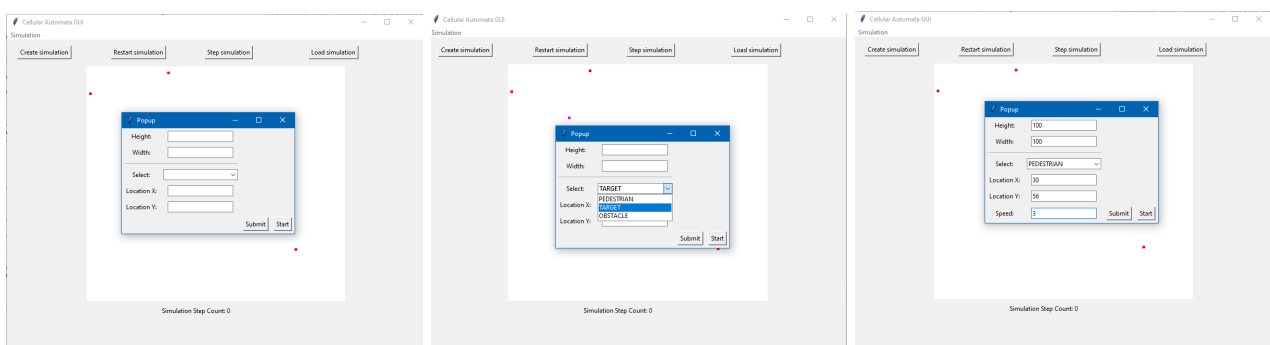 Cellular Automata GUI
Simulation
Create simulation Restart simulation Step simulation Load simulation
Popup
Height:
Width:
Select:
Location X:
Location Y:
Submit Start
Simulation Step Count: 0
Cellular Automata GUI
Simulation
Create simulation Restart simulation Step simulation Load simulation
Popup
Height:
Width:
Select: TARGET
PEDESTRIAN
Location X: TARGET
OBSTACLE
Location Y:
Submit Start
Simulation Step Count: 0
Cellular Automata GUI
Simulation
Create simulation Restart simulation Step simulation Load simulation
Popup
Height: 100
Width: 100
Select: PEDESTRIAN
Location X: 30
Location Y: 56
Speed: 3 Submit Start
Simulation Step Count: 0